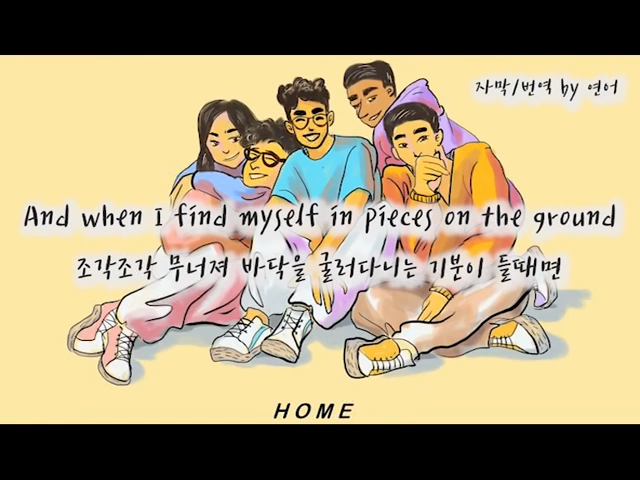 자막/번역 by 연어
And when I find myself in pieces on the ground
조각조각 무너져 바닥을 굴러다니는 기분이 들때면
HOME